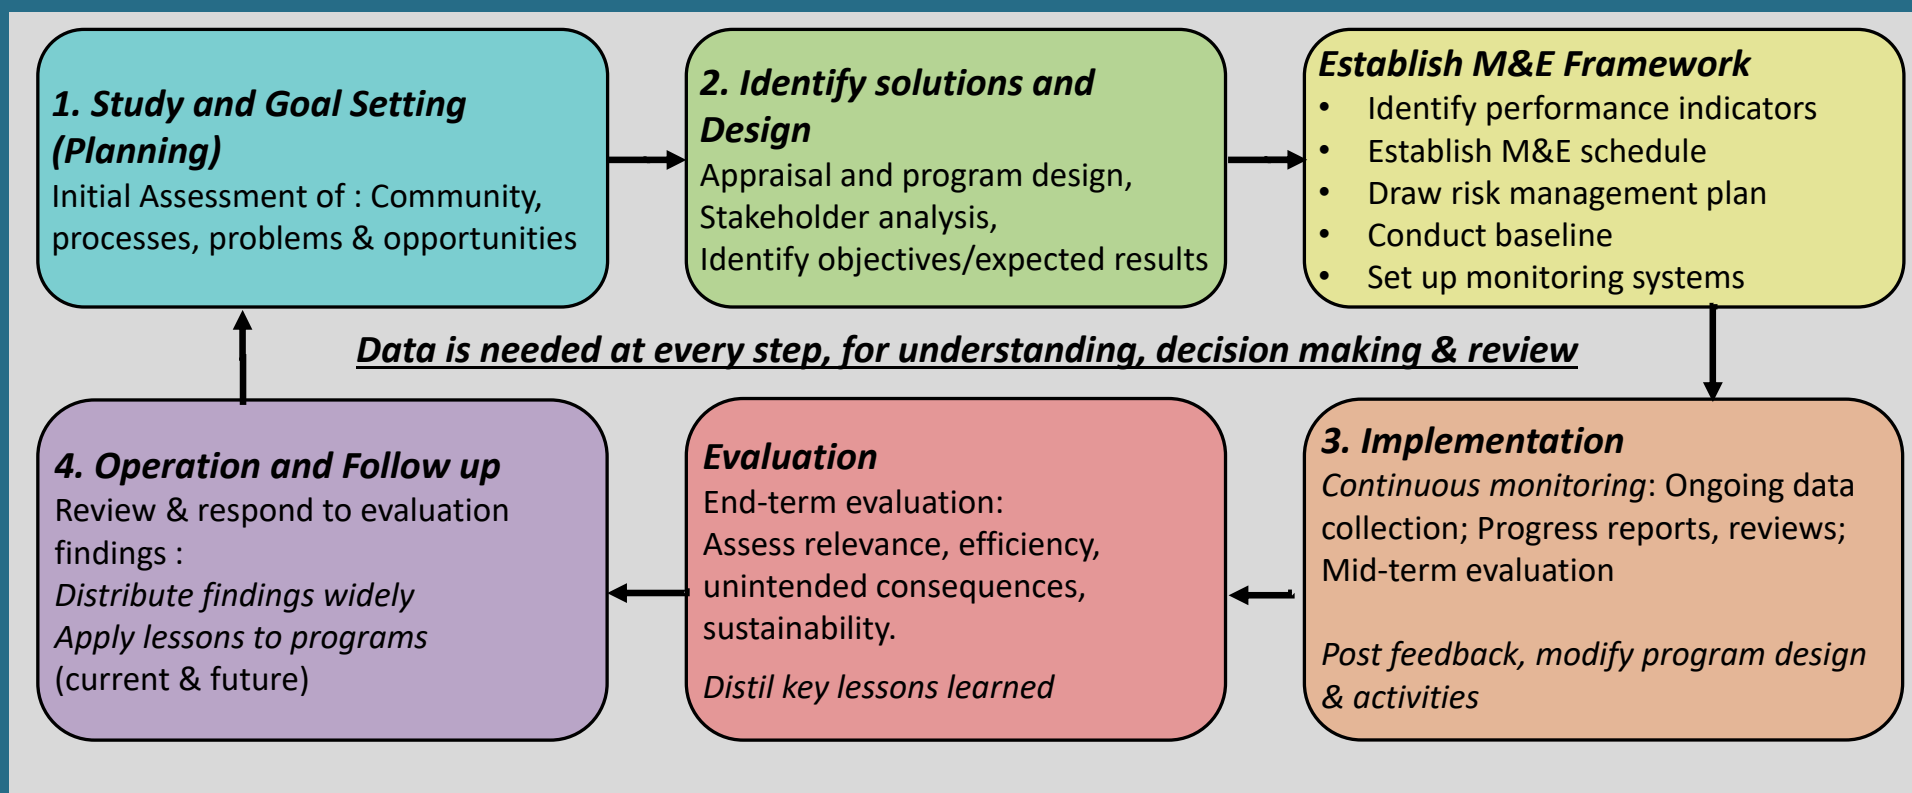 1. Study and Goal Setting
(Planning)
Initial Assessment of : Community,
processes, problems & opportunities
2. Identify solutions and
Design
Appraisal and program design,
Stakeholder analysis,
Identify objectives/expected results
Establish M&E Framework
• Identify performance indicators
• Establish M&E schedule
• Draw risk management plan
• Conduct baseline
• Set up monitoring systems
Data is needed at every step, for understanding, decision making & review
3. Implementation
Continuous monitoring: Ongoing data
collection; Progress reports, reviews;
Mid-term evaluation
Post feedback, modify program design
& activities
Evaluation
End-term evaluation:
Assess relevance, efficiency,
unintended consequences,
sustainability.
Distil key lessons learned
4. Operation and Follow up
Review & respond to evaluation
findings :
Distribute findings widely
Apply lessons to programs
(current & future)